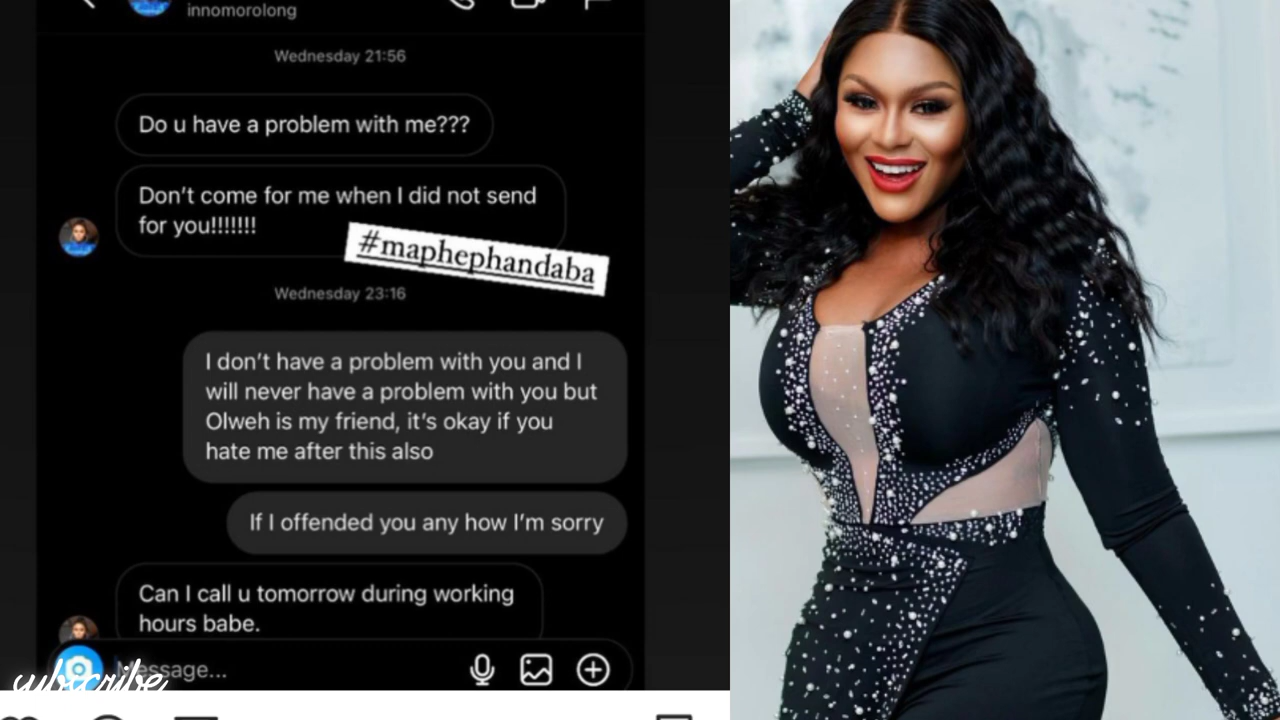 innomorolong
Wednesday 21:56
Do u have a problem with me???
Don't come for me when I did not send
for you!!!!!!!
#maphephandaba
Wednesday 23:16
I don't have a problem with you and I
will never have a problem with you but
Olweh is my friend, it's okay if you
hate me after this also
If I offended you any how I'm sorry
Can I call u tomorrow during working
hours babe.
Message...
subscribe